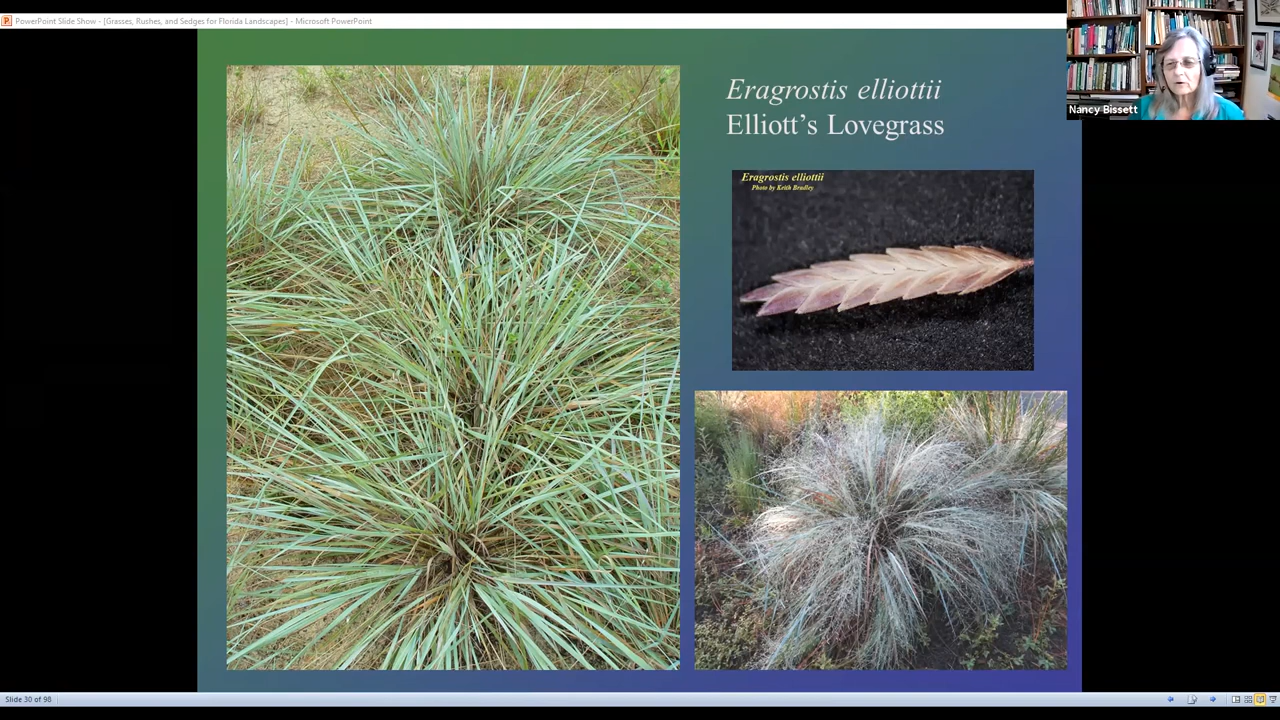 PowerPoint Slide Show - [Grasses, Rushes, and Sedges for Florida Landscapes] - Microsoft PowerPoint
Nancy Bissett
Eragrostis elliottii
Elliott's Lovegrass
Eragrostis elliottii
Photo by Keith Bradley
Slide 30 of 98